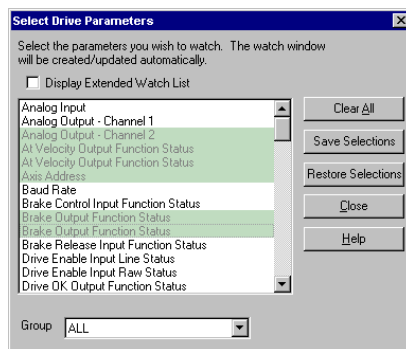 Select Drive Parameters
Select the parameters you wish to watch. The watch window
will be created/updated automatically.
Display Extended Watch List
Analog Input
Analog Output - Channel 1
Analog Output - Channel 2
At Velocity Output Function Status
At Velocity Output Function Status
Axis Address
Baud Rate
Brake Control Input Function Status
Brake Output Function Status
Brake Output Function Status
Brake Release Input Function Status
Drive Enable Input Line Status
Drive Enable Input Raw Status
Drive OK Output Function Status
Clear All
Save Selections
Restore Selections
Close
Help
Group ALL